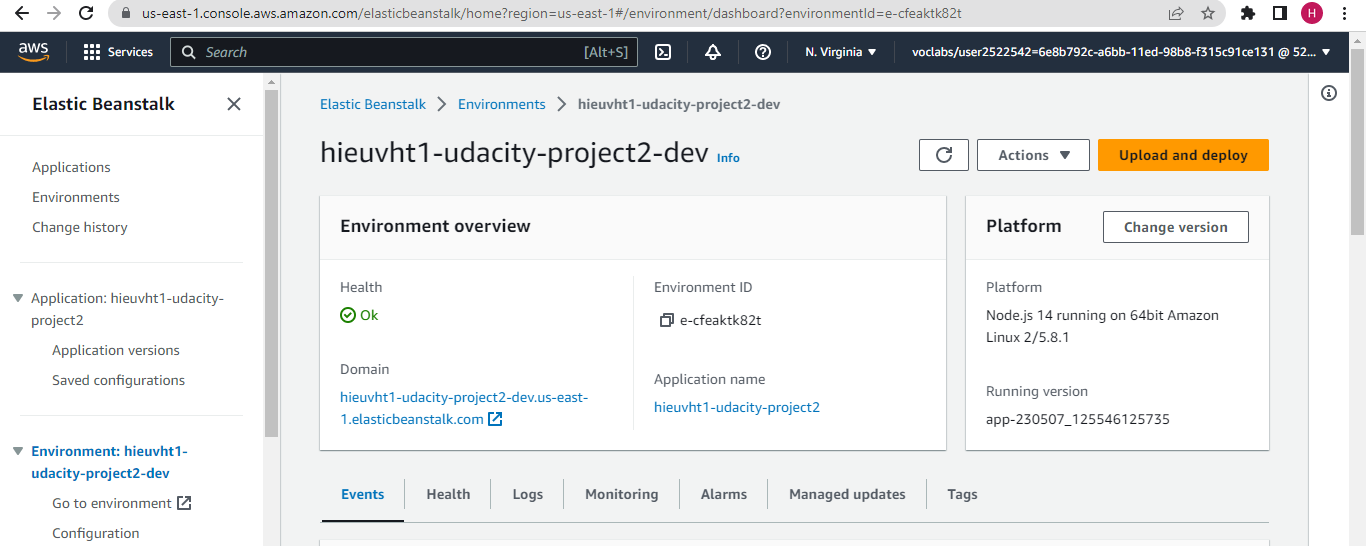 us-east-1.console.aws.amazon.com/elasticbeanstalk/home?region=us-east-1#/environment/dashboard?environmentId=e-cfeaktk82t
H
aws
Services
Search
[Alt+S]
N. Virginia
voclabs/user2522542=6e8b792c-a6bb-11ed-98b8-f315c91ce131 @ 52...
Elastic Beanstalk
Applications
Environments
Change history
Application: hieuvht1-udacity-
project2
Application versions
Saved configurations
Environment: hieuvht1-
udacity-project2-dev
Go to environment
Configuration
Elastic Beanstalk
Environments
hieuvht1-udacity-project2-dev
hieuvht1-udacity-project2-dev Info
Actions
Upload and deploy
Environment overview
Health
Ok
Domain
hieuvht1-udacity-project2-dev.us-east-
1.elasticbeanstalk.com
Environment ID
e-cfeaktk82t
Application name
hieuvht1-udacity-project2
Platform
Change version
Platform
Node.js 14 running on 64bit Amazon
Linux 2/5.8.1
Running version
app-230507_125546125735
Events
Health
Logs
Monitoring
Alarms
Managed updates
Tags